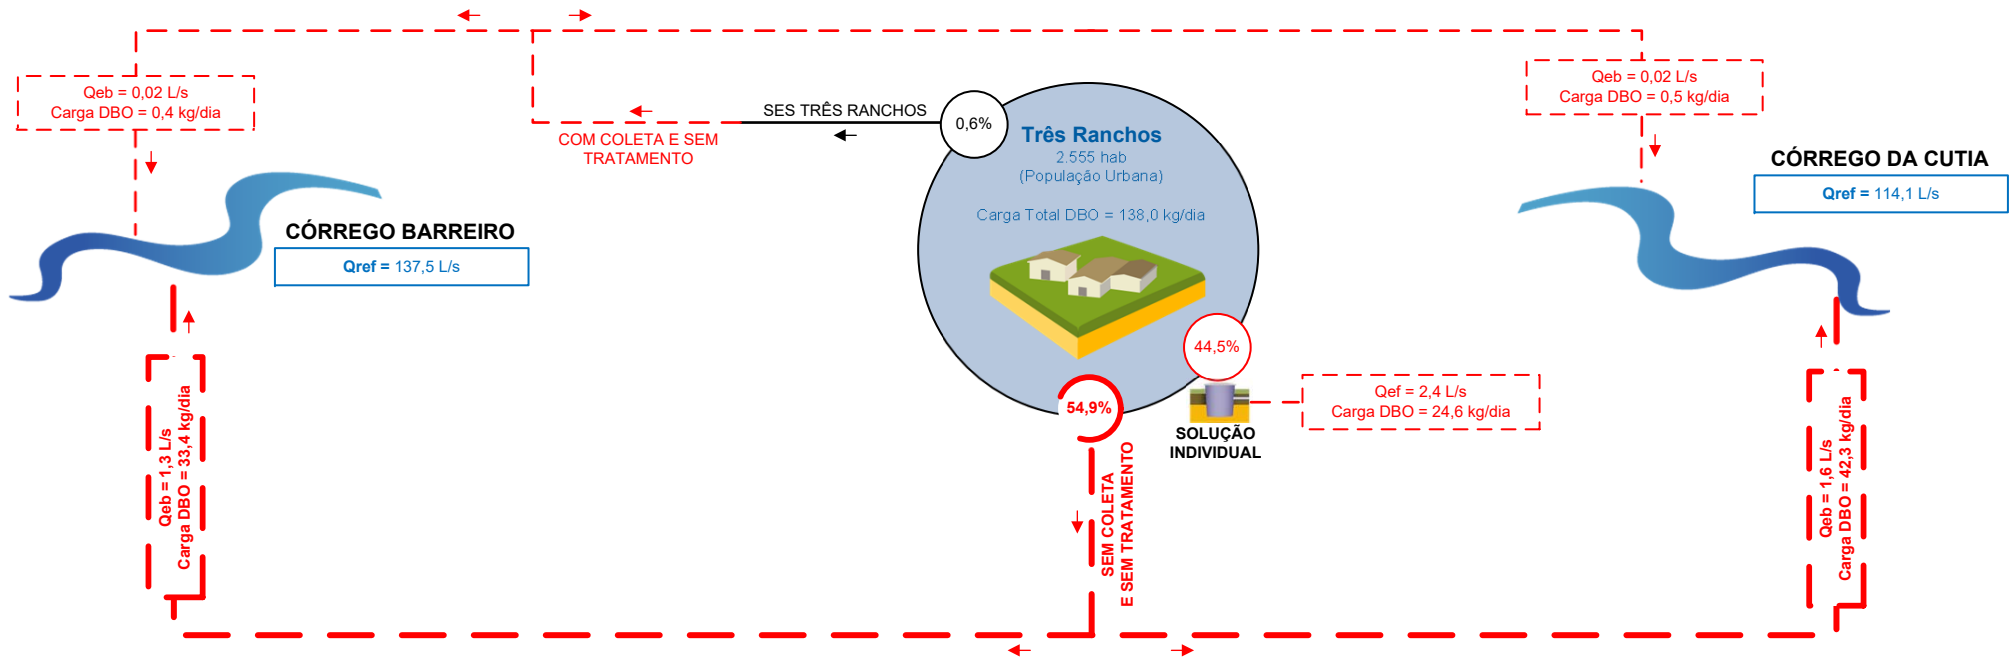 Qeb = 0,02 L/s
Carga DBO = 0,4 kg/dia
SES TRÊS RANCHOS
0,6%
COM COLETA E SEM
TRATAMENTO
Três Ranchos
2.555 hab
(População Urbana)
Carga Total DBO = 138,0 kg/dia
Qeb = 0,02 L/s
Carga DBO = 0,5 kg/dia
CÓRREGO DA CUTIA
Qref = 114,1 L/s
CÓRREGO BARREIRO
Qref = 137,5 L/s
44,5%
54,9%
SOLUÇÃO
INDIVIDUAL
Qef = 2,4 L/s
Carga DBO = 24,6 kg/dia
Qeb = 1,3 L/s
Carga DBO = 33,4 kg/dia
SEM COLETA
E SEM TRATAMENTO
Qeb = 1,6 L/s
Carga DBO = 42,3 kg/dia